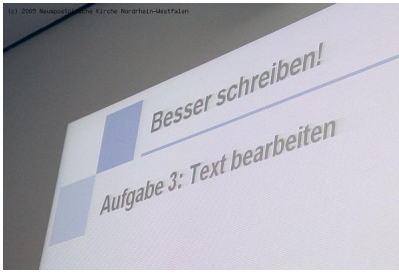 (c) 2005 Neuapostolische Kirche Nordrhein-Westfalen
Besser schreiben!
Aufgabe 3: Text bearbeiten